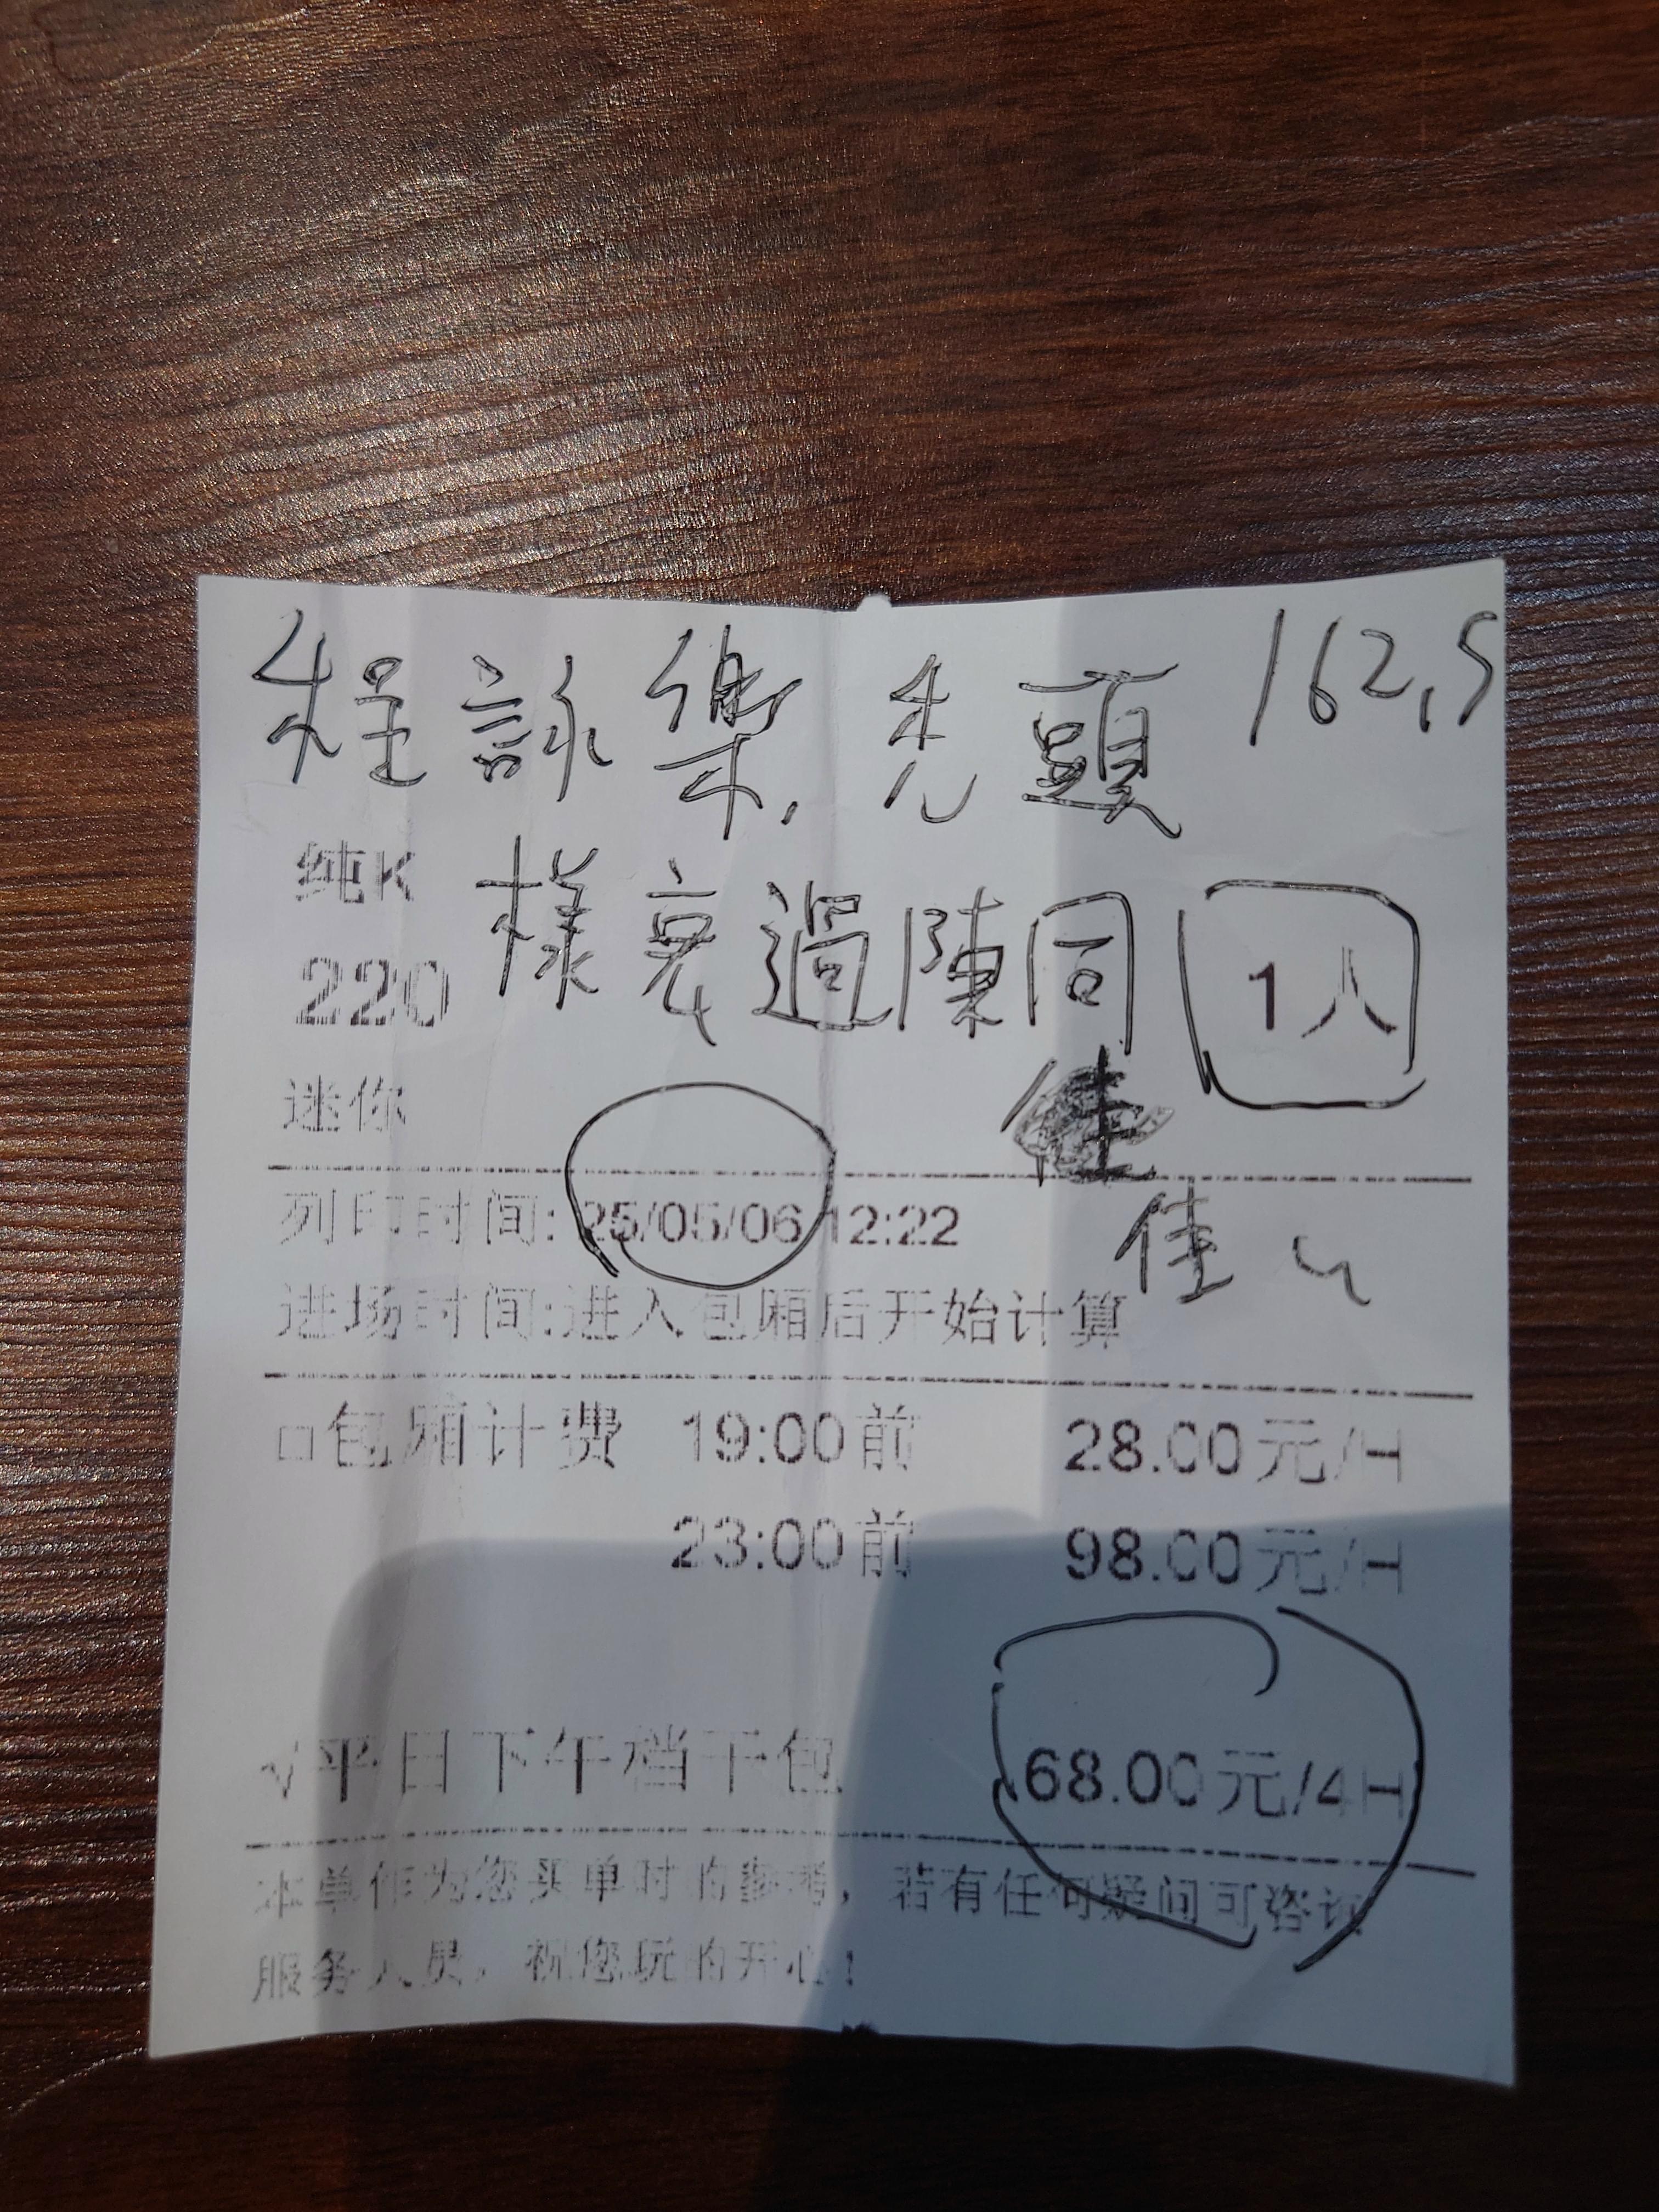 程詠樂,先頭 162,5
纯K 樣衰過陳同
220 1人
迷你 佳
列印时间: 25/05/06 12:22 佳
进场时间:进入包厢后开始计算
□包厢计费 19:00前 28.00元/H
23:00前 98.00元/H
√平日下午档干包 68.00元/4H
本单作为您买单时的参考，若有任何疑问可咨询
服务人员，祝您玩的开心！